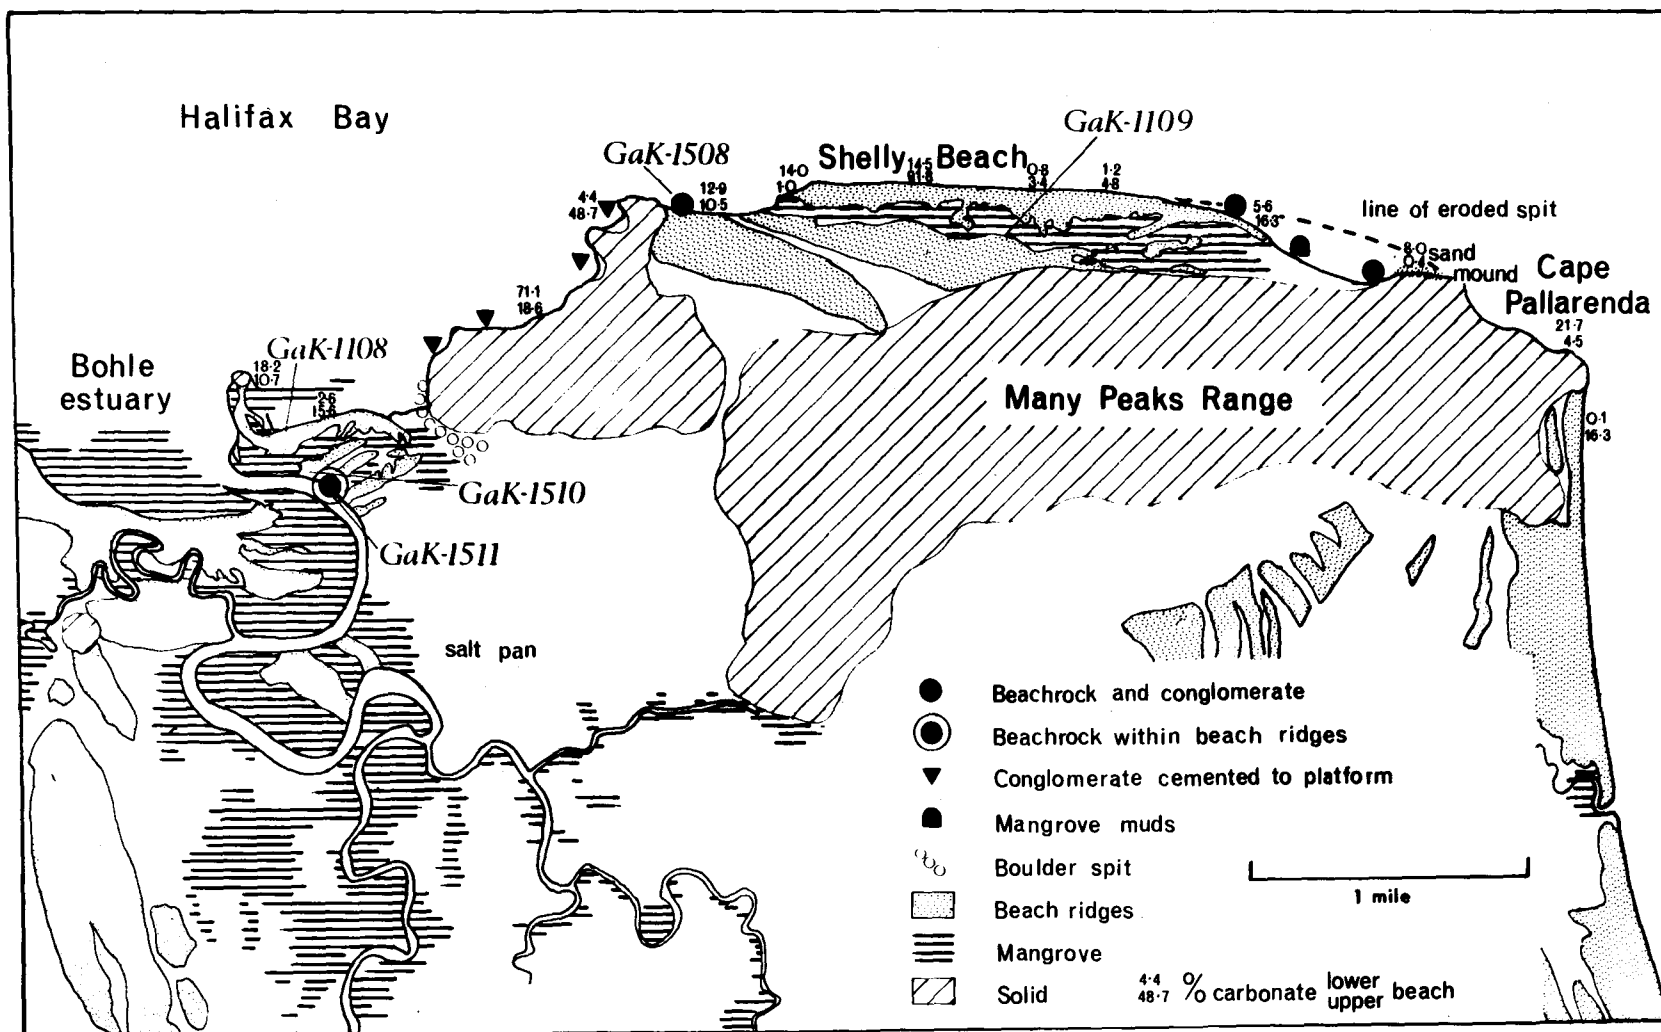 Halifax Bay
GaK-1109
GaK-1508
Shelly Beach
14·0
1·0
14·5
0·8
3·4
1·2
4·8
12·9
10·5
4·4
48·7
5·6
16·3
line of eroded spit
8·0
0·4
sand
mound
Cape
Pallarenda
21·7
4·5
71·1
18·6
GaK-1108
18·2
10·7
Bohle
estuary
2·6
15·6
Many Peaks Range
0·1
16·3
GaK-1510
GaK-1511
salt pan
Beachrock and conglomerate
Beachrock within beach ridges
Conglomerate cemented to platform
Mangrove muds
Boulder spit
1 mile
Beach ridges
Mangrove
Solid
4·4
48·7 % carbonate lower
upper beach